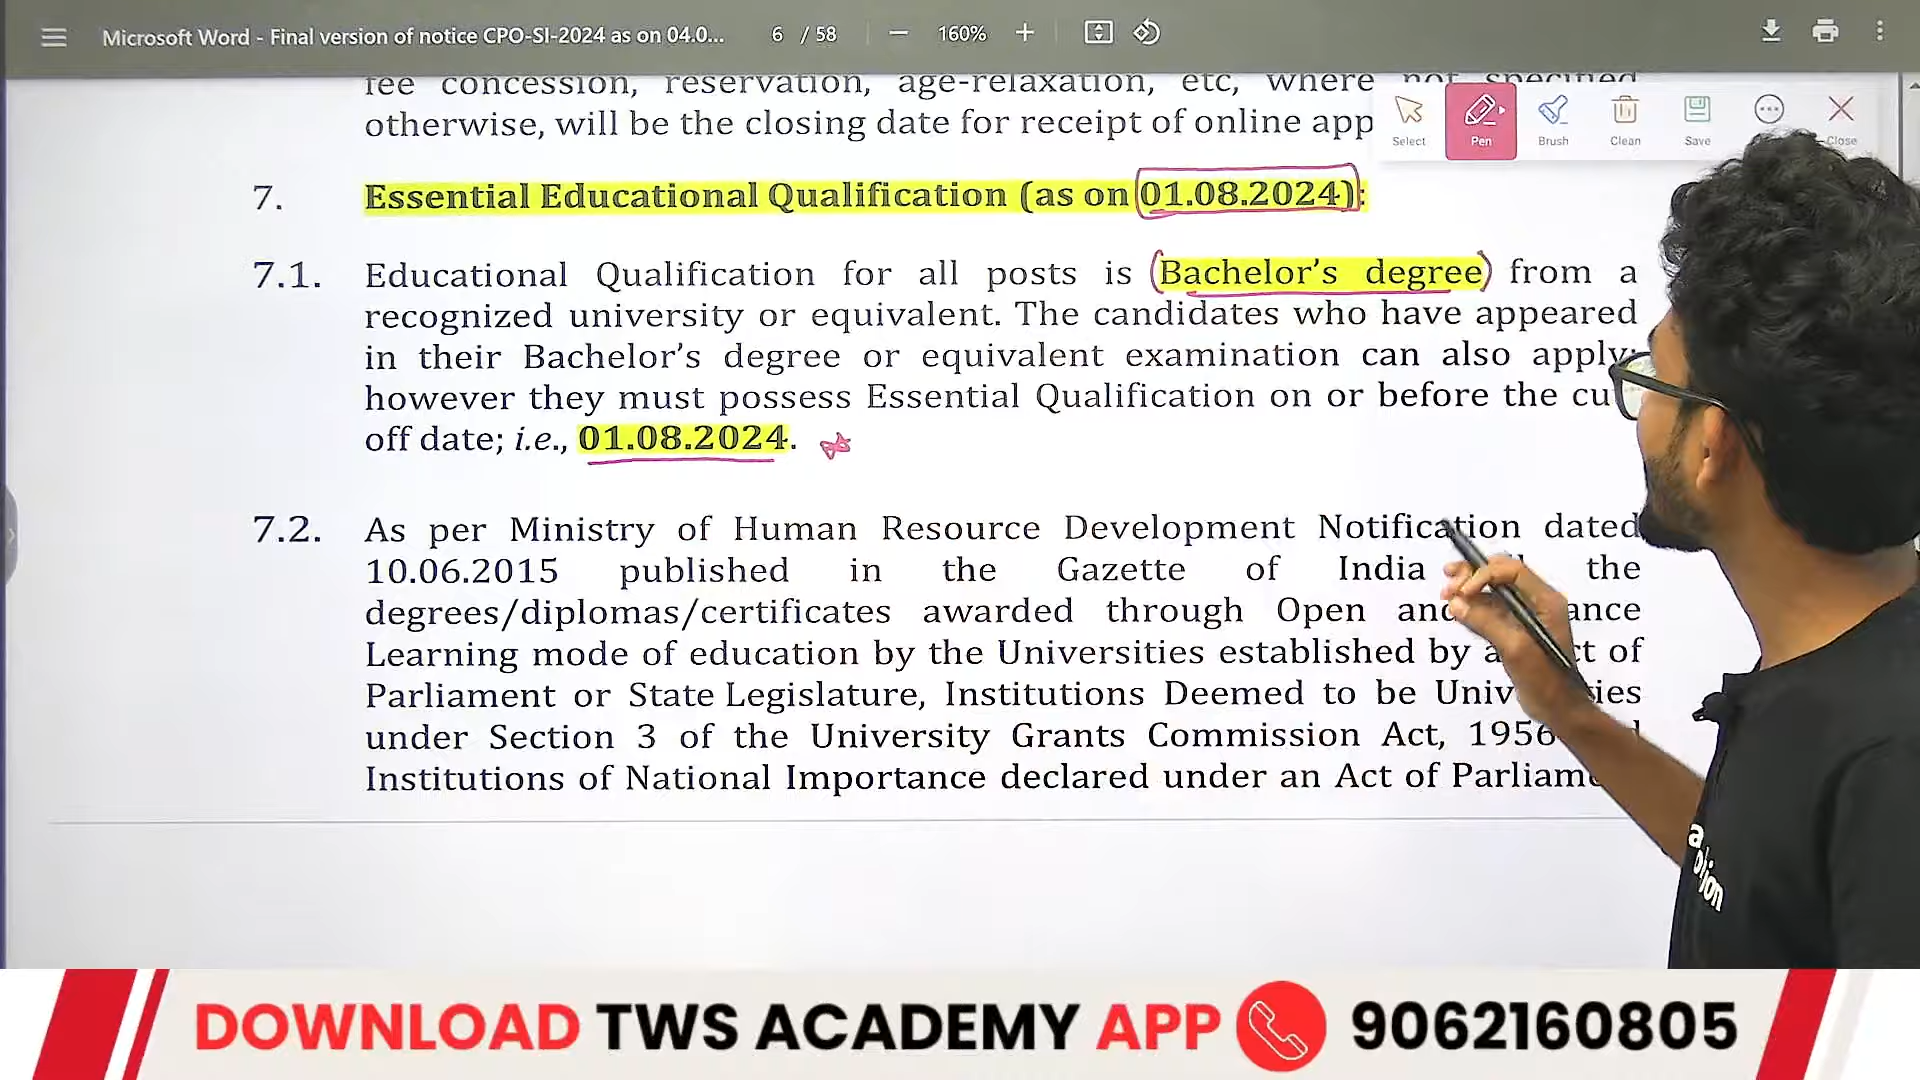 Microsoft Word - Final version of notice CPO-SI-2024 as on 04.0... 6 / 58 160%
fee concession, reservation, age-relaxation, etc, where not specified
otherwise, will be the closing date for receipt of online app
Select Pen Brush Clean Save Close
7. Essential Educational Qualification (as on 01.08.2024):
7.1. Educational Qualification for all posts is (Bachelor's degree) from a
recognized university or equivalent. The candidates who have appeared
in their Bachelor's degree or equivalent examination can also apply;
however they must possess Essential Qualification on or before the cut
off date; i.e., 01.08.2024.
7.2. As per Ministry of Human Resource Development Notification dated
10.06.2015 published in the Gazette of India the
degrees/diplomas/certificates awarded through Open and
Learning mode of education by the Universities established by
Parliament or State Legislature, Institutions Deemed to be
under Section 3 of the University Grants Commission Act, 1956
Institutions of National Importance declared under an Act of
DOWNLOAD TWS ACADEMY APP 9062160805